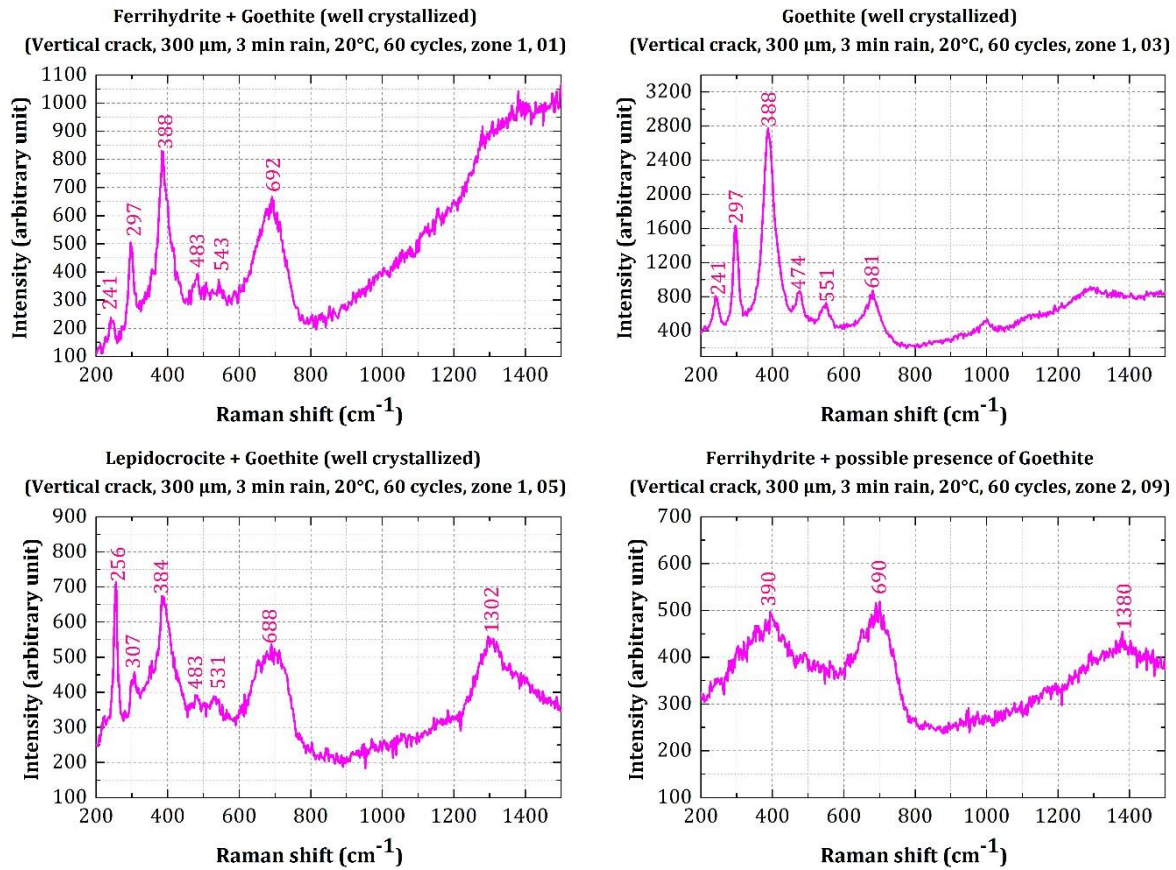 Ferrihydrite + Goethite (well crystallized)
(Vertical crack, 300 µm, 3 min rain, 20°C, 60 cycles, zone 1, 01)
1100
1000
900
800
700
600
500
400
300
200
100
Intensity (arbitrary unit)
241
297
388
483
543
692
200 400 600 800 1000 1200 1400
Raman shift (cm⁻¹)
Goethite (well crystallized)
(Vertical crack, 300 µm, 3 min rain, 20°C, 60 cycles, zone 1, 03)
3200
2800
2400
2000
1600
1200
800
400
Intensity (arbitrary unit)
241
297
388
474
551
681
200 400 600 800 1000 1200 1400
Raman shift (cm⁻¹)
Lepidocrocite + Goethite (well crystallized)
(Vertical crack, 300 µm, 3 min rain, 20°C, 60 cycles, zone 1, 05)
900
800
700
600
500
400
300
200
100
Intensity (arbitrary unit)
256
307
384
483
531
688
1302
200 400 600 800 1000 1200 1400
Raman shift (cm⁻¹)
Ferrihydrite + possible presence of Goethite
(Vertical crack, 300 µm, 3 min rain, 20°C, 60 cycles, zone 2, 09)
700
600
500
400
300
200
100
Intensity (arbitrary unit)
390
690
1380
200 400 600 800 1000 1200 1400
Raman shift (cm⁻¹)